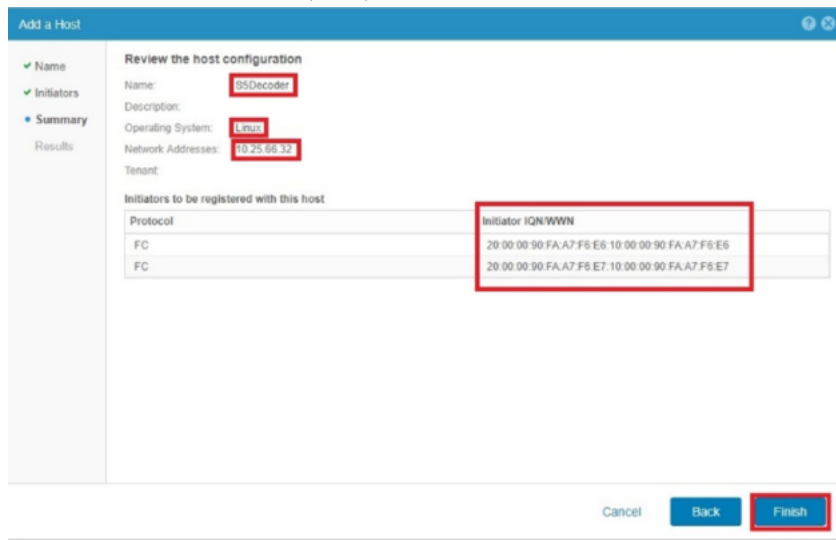 Add a Host
Name
Initiators
Summary
Results
Review the host configuration
Name: S5Decoder
Description:
Operating System: Linux
Network Addresses: 10.25.66.32
Tenant:
Initiators to be registered with this host
Protocol Initiator IQN/WWN
FC 20:00:00:90:FA:A7:F6:E6:10:00:00:90:FA:A7:F6:E6
FC 20:00:00:90:FA:A7:F6:E7:10:00:00:90:FA:A7:F6:E7
Cancel Back Finish